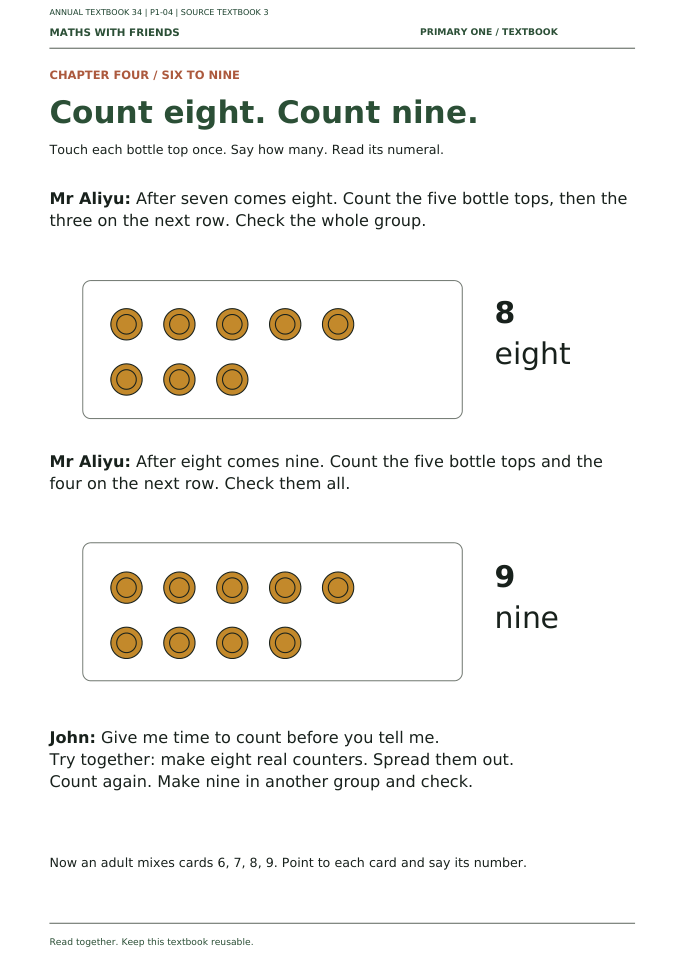 ANNUAL TEXTBOOK 34 | P1-04 | SOURCE TEXTBOOK 3
MATHS WITH FRIENDS
PRIMARY ONE / TEXTBOOK
CHAPTER FOUR / SIX TO NINE
Count eight. Count nine.
Touch each bottle top once. Say how many. Read its numeral.
Mr Aliyu: After seven comes eight. Count the five bottle tops, then the
three on the next row. Check the whole group.
8
eight
Mr Aliyu: After eight comes nine. Count the five bottle tops and the
four on the next row. Check them all.
9
nine
John: Give me time to count before you tell me.
Try together: make eight real counters. Spread them out.
Count again. Make nine in another group and check.
Now an adult mixes cards 6, 7, 8, 9. Point to each card and say its number.
Read together. Keep this textbook reusable.